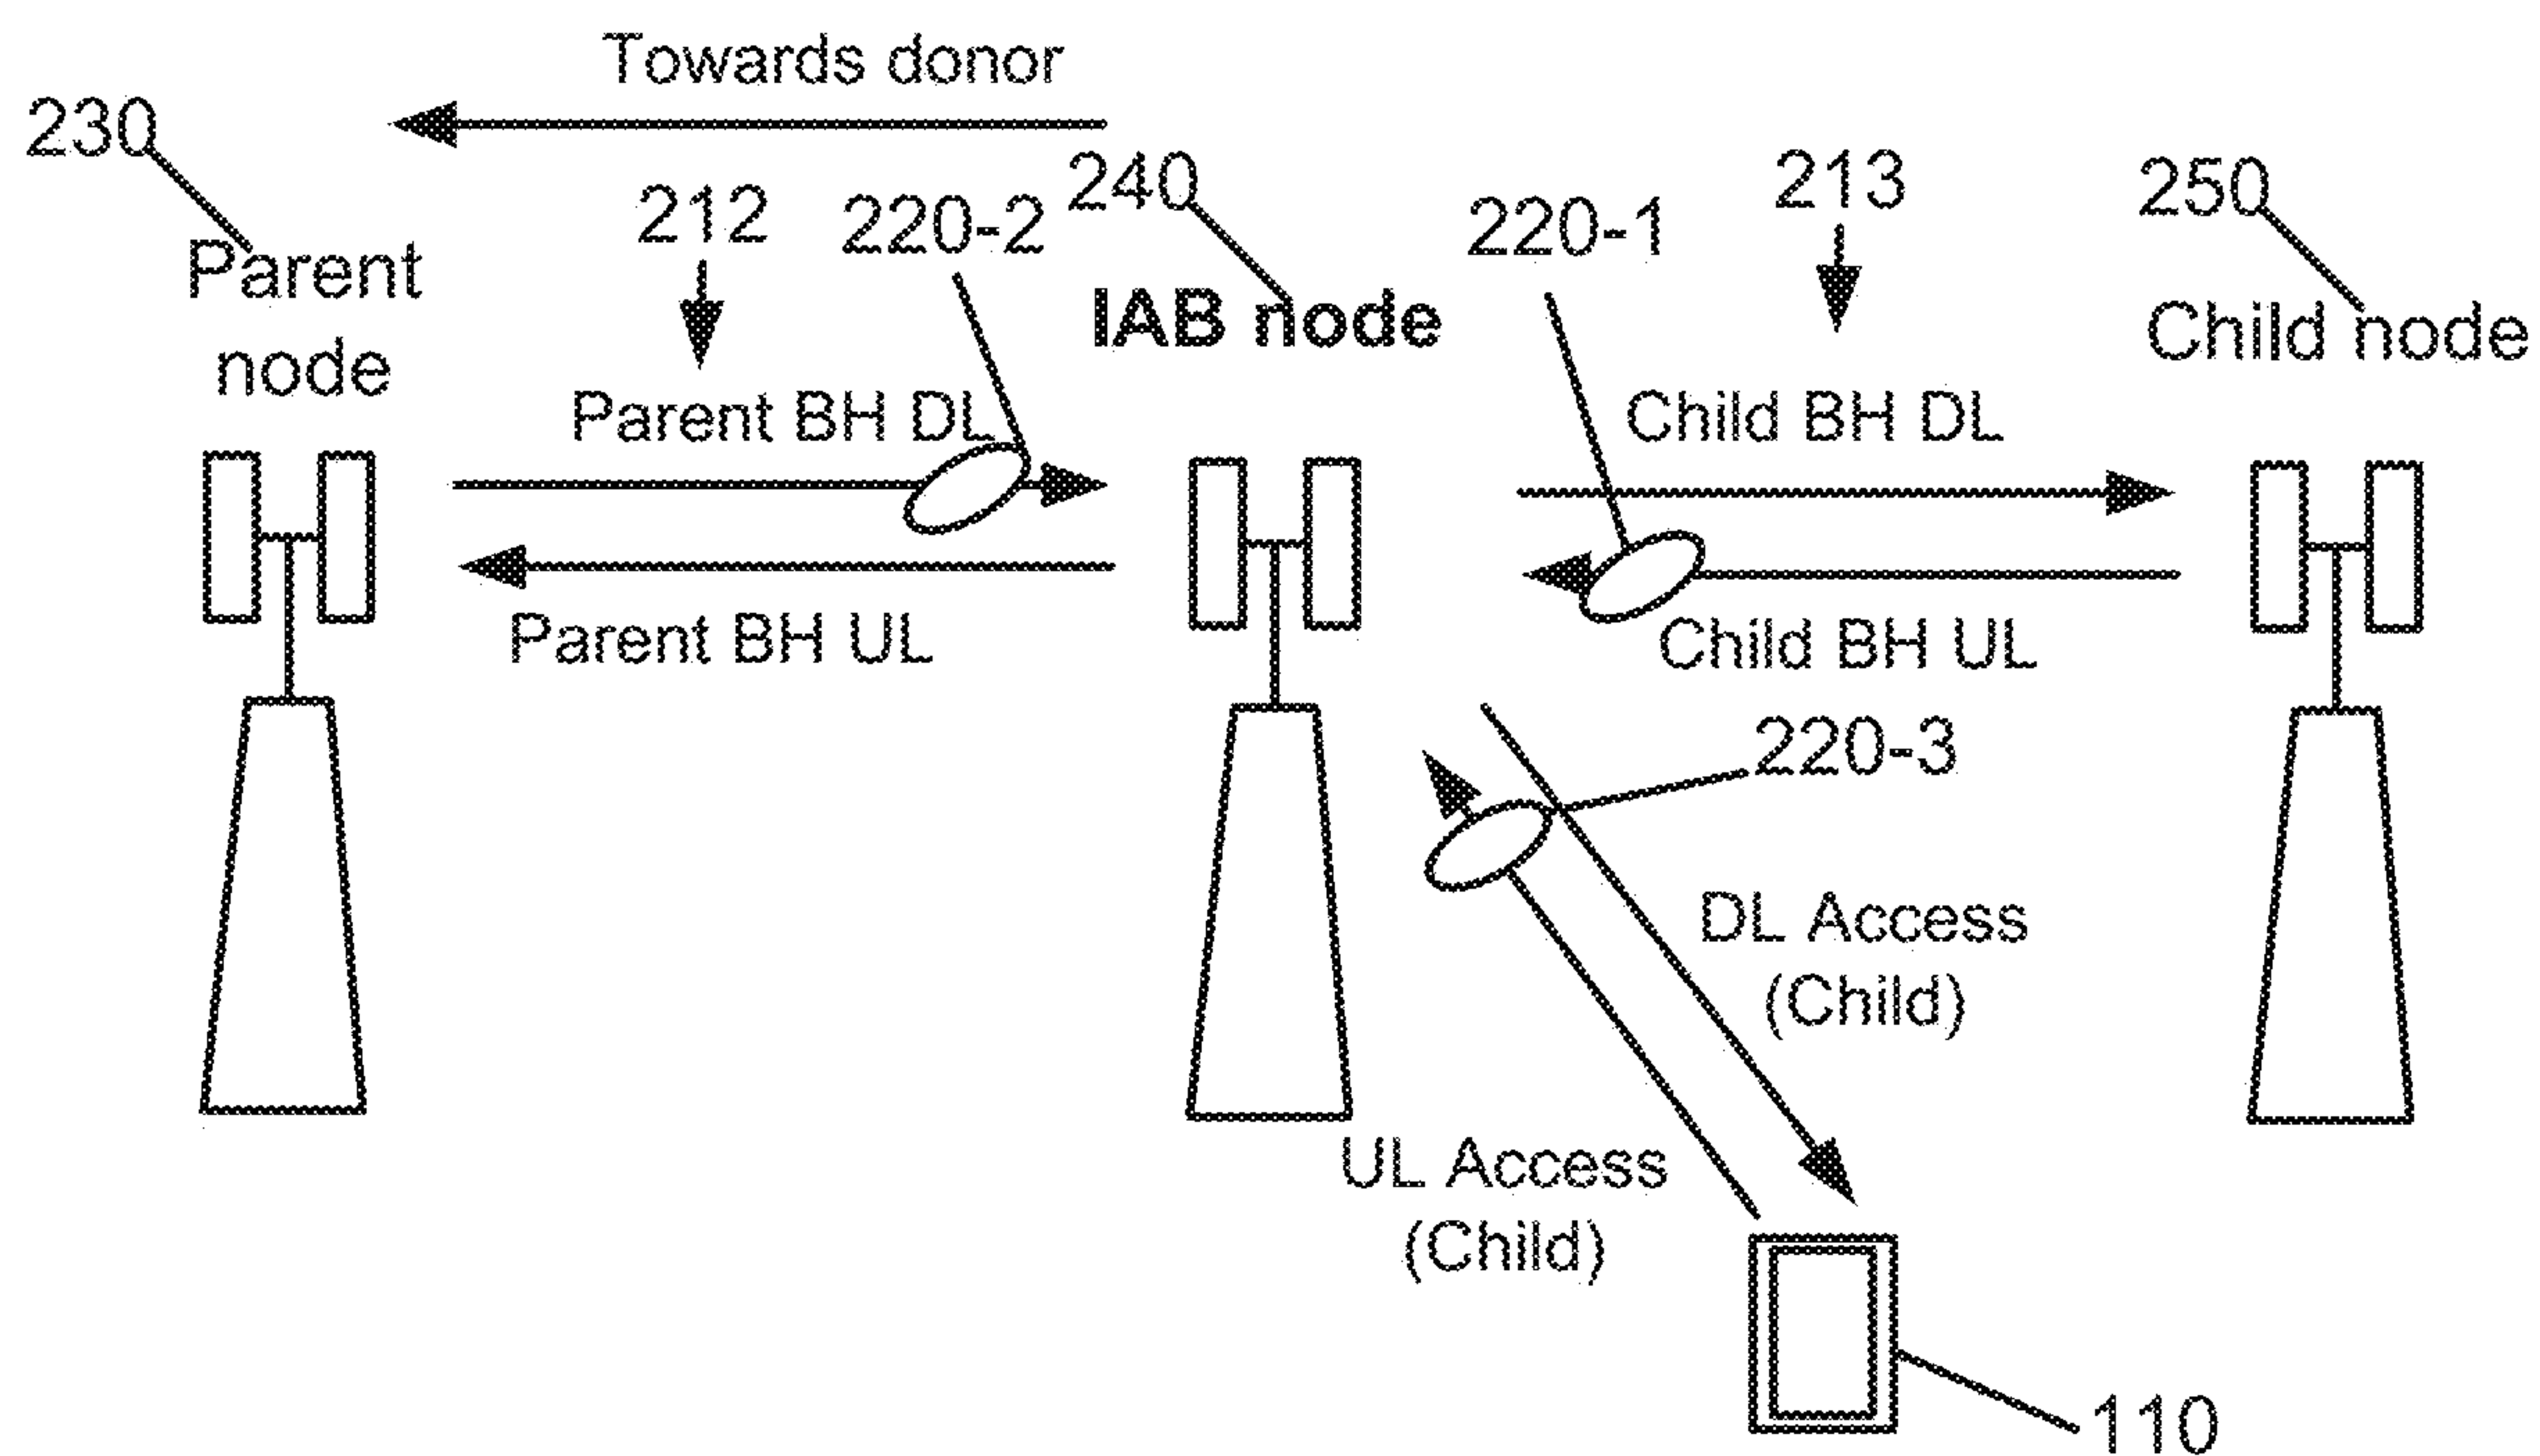 Towards donor
230
240
213
250
212
220-2
220-1
Parent
node
IAB node
Child node
Parent BH DL
Child BH DL
Parent BH UL
Child BH UL
220-3
DL Access
(Child)
UL Access
(Child)
110